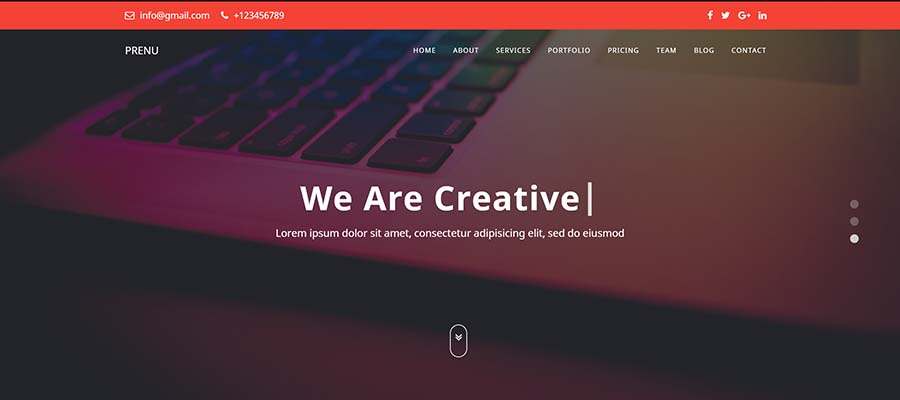 info@gmail.com +123456789
PRENU HOME ABOUT SERVICES PORTFOLIO PRICING TEAM BLOG CONTACT
We Are Creative|
Lorem ipsum dolor sit amet, consectetur adipisicing elit, sed do eiusmod